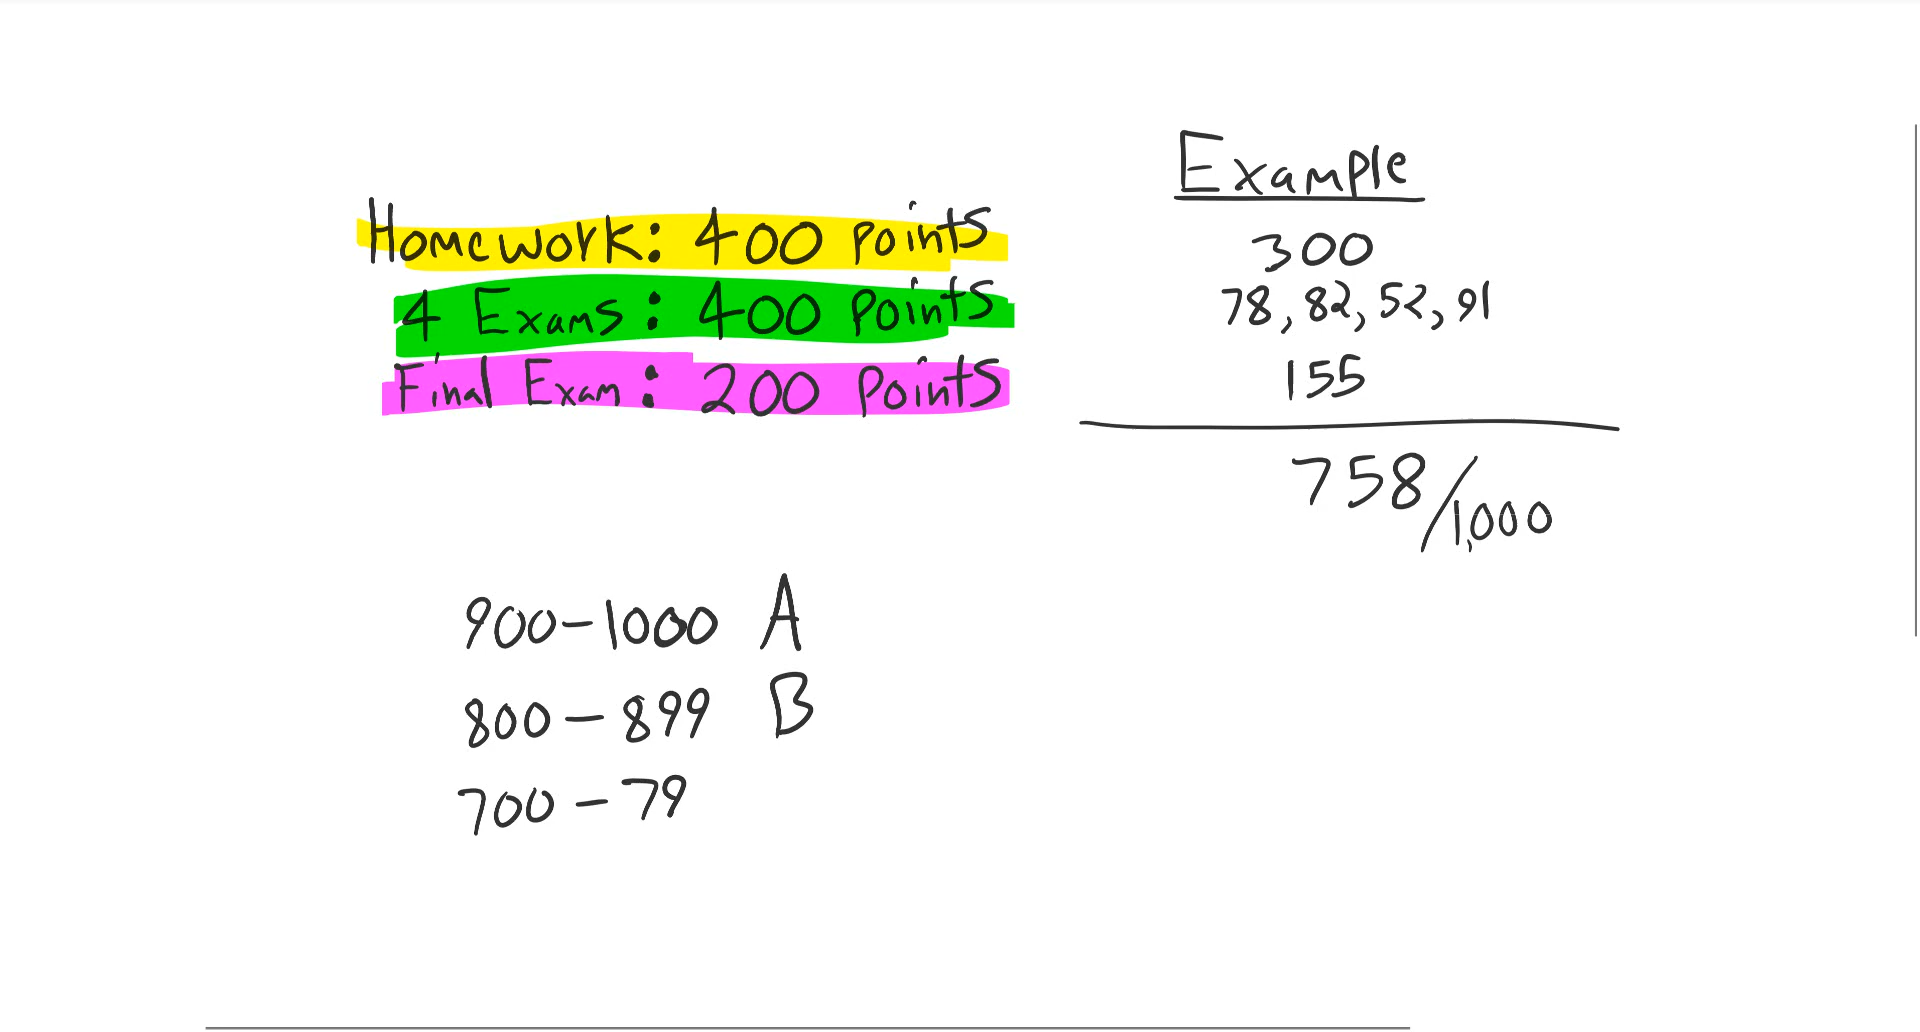 Homework: 400 Points
4 Exams: 400 Points
Final Exam: 200 Points
Example
300
78, 82, 52, 91
155
758/1,000
900-1000 A
800-899 B
700-79